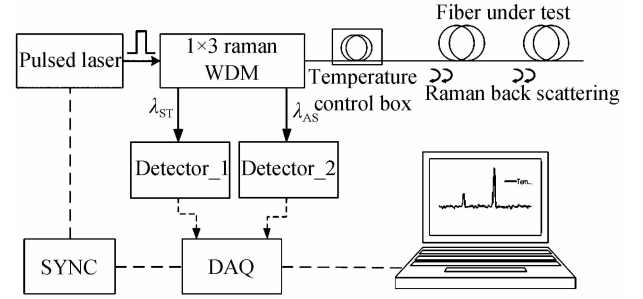 Fiber under test
Pulsed laser
1×3 raman
WDM
Temperature
control box
Raman back scattering
λST
λAS
Detector_1
Detector_2
Tem...
SYNC
DAQ